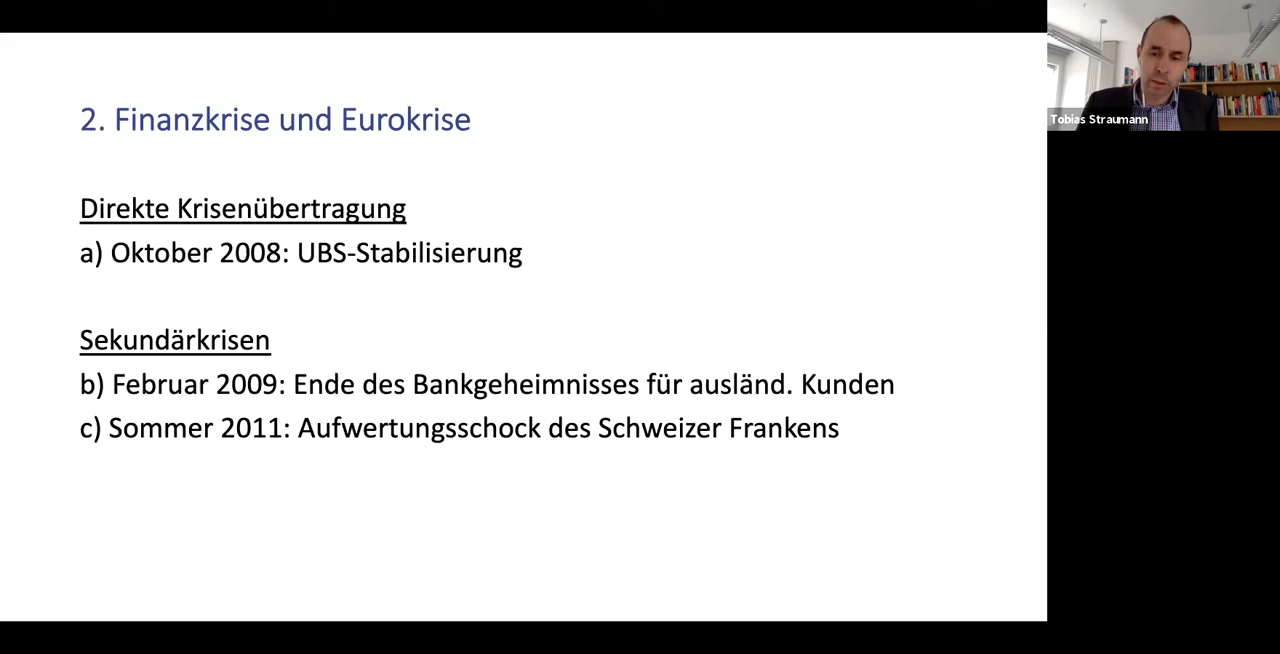 2. Finanzkrise und Eurokrise
Direkte Krisenübertragung
a) Oktober 2008: UBS-Stabilisierung
Sekundärkrisen
b) Februar 2009: Ende des Bankgeheimnisses für ausländ. Kunden
c) Sommer 2011: Aufwertungsschock des Schweizer Frankens
Tobias Straumann